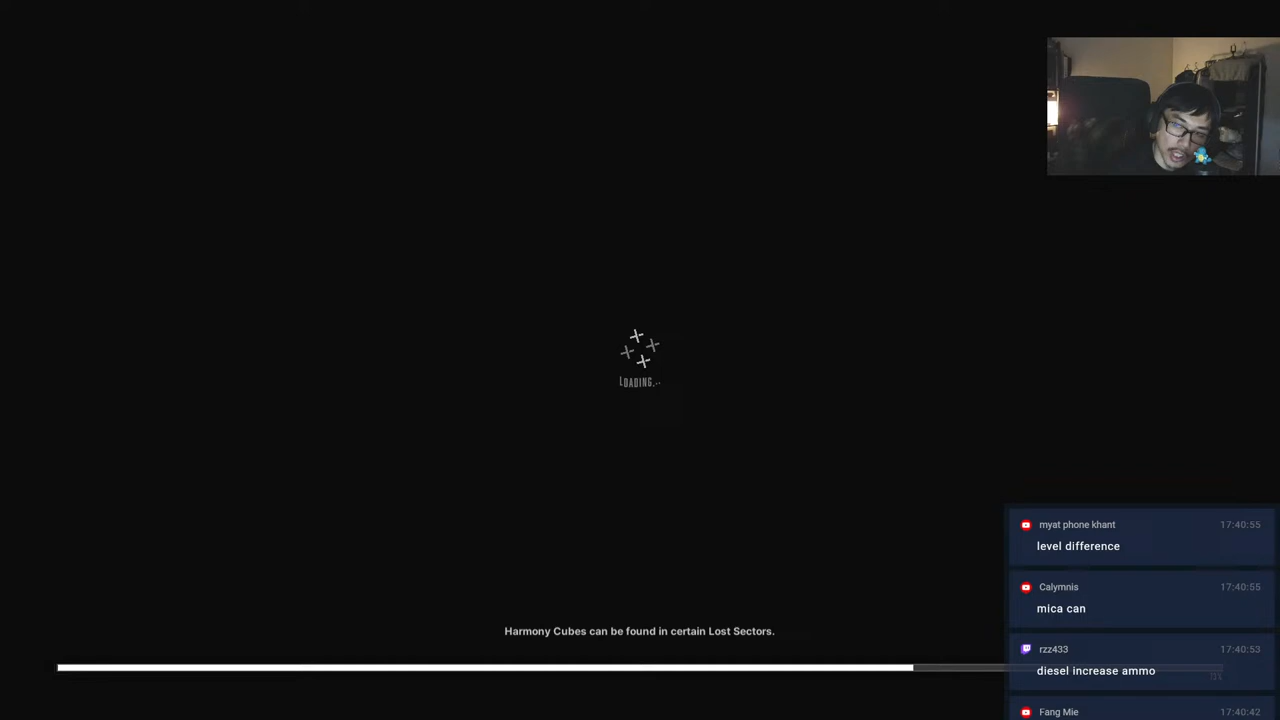 LOADING...
Harmony Cubes can be found in certain Lost Sectors.
myat phone khant 17:40:55
level difference
Calymnis 17:40:55
mica can
rzz433 17:40:53
diesel increase ammo
Fang Mie 17:40:42